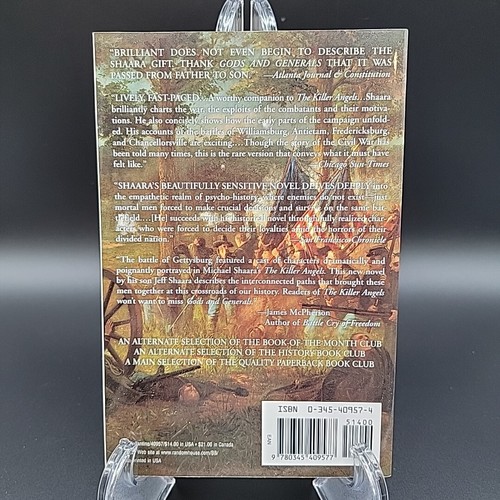 "BRILLIANT DOES NOT EVEN BEGIN TO DESCRIBE THE
SHAARA GIFT. THANK GODS AND GENERALS THAT IT WAS
PASSED FROM FATHER TO SON." —Atlanta Journal & Constitution
"LIVELY, FAST-PACED... A worthy companion to The Killer Angels... Shaara
brilliantly charts the war, the exploits of the combatants and their motiva-
tions. He also concisely shows how the early parts of the campaign unfold-
ed. His accounts of the battles of Williamsburg, Antietam, Fredericksburg,
and Chancellorsville are exciting.... Though the story of the Civil War has
been told many times, this is the rare version that conveys what it must have
felt like." —Chicago Sun-Times
"SHAARA'S BEAUTIFULLY SENSITIVE NOVEL DELVES DEEPLY into
the empathetic realm of psycho-history, where enemies do not exist—just
mortal men forced to make crucial decisions and survive on the same bat-
tlefield.... [He] succeeds with his historical novel through fully realized char-
acters who were forced to decide their loyalties amid the horrors of their
divided nation." —San Francisco Chronicle
"The battle of Gettysburg featured a cast of characters dramatically and
poignantly portrayed in Michael Shaara's The Killer Angels. This new novel
by his son Jeff Shaara describes the interconnected paths that brought these
men together at this crossroads of our history. Readers of The Killer Angels
won't want to miss Gods and Generals."
—James McPherson
Author of Battle Cry of Freedom
AN ALTERNATE SELECTION OF THE BOOK-OF-THE-MONTH CLUB
AN ALTERNATE SELECTION OF THE HISTORY BOOK CLUB
A MAIN SELECTION OF THE QUALITY PAPERBACK BOOK CLUB
ISBN 0-345-40957-4
51400
EAN
9 780345 409577
/40957/$14.00 in USA • $21.00 in Canada
Web site at www.randomhouse.com/BB/
in USA